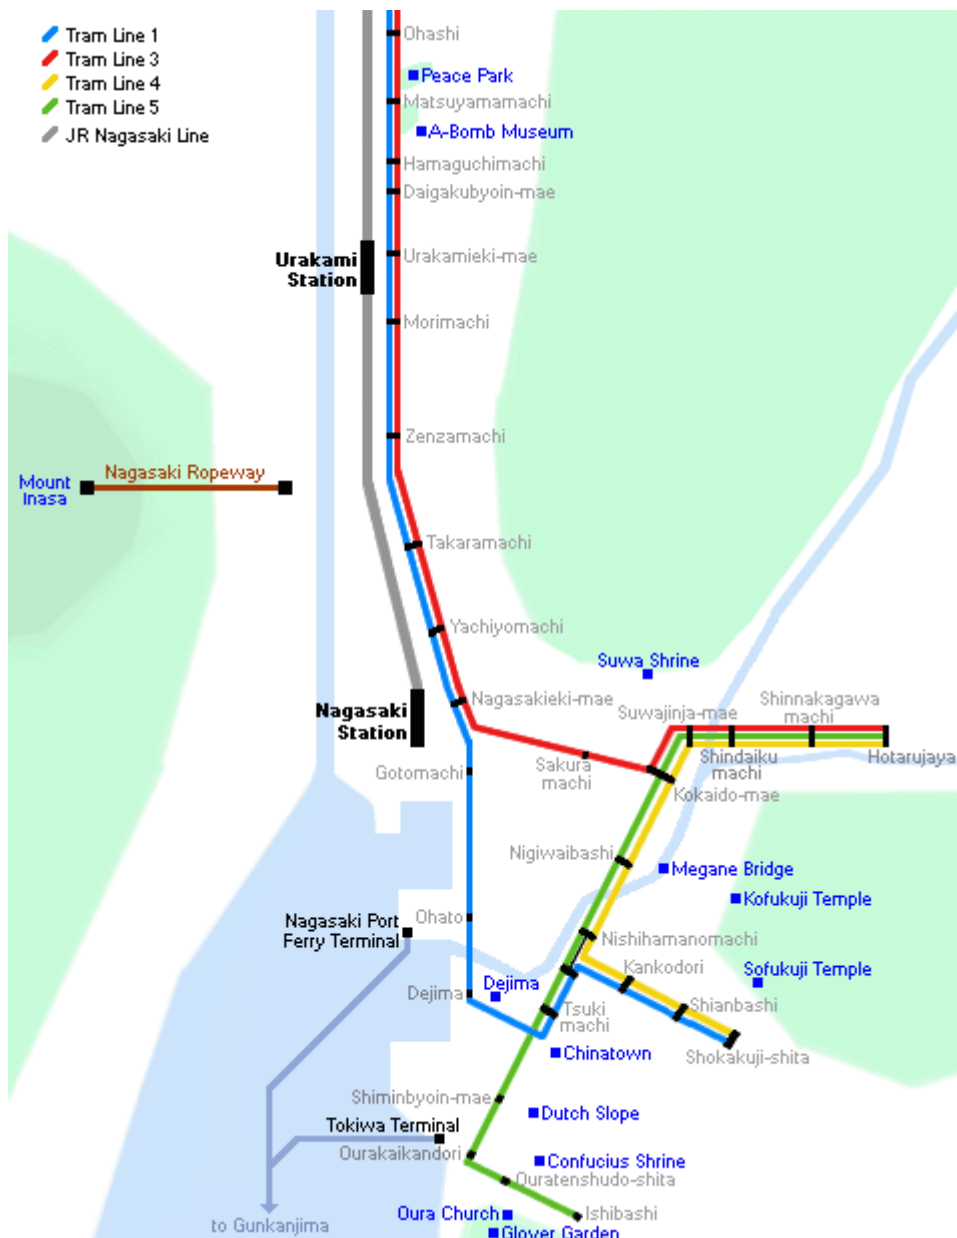 Tram Line 1
Tram Line 3
Tram Line 4
Tram Line 5
JR Nagasaki Line
Ohashi
Peace Park
Matsuyamamachi
A-Bomb Museum
Hamaguchimachi
Daigakubyoin-mae
Urakami
Station
Urakamieki-mae
Morimachi
Zenzamachi
Nagasaki Ropeway
Mount
Inasa
Takaramachi
Yachiyomachi
Suwa Shrine
Nagasakieki-mae
Nagasaki
Station
Suwajinja-mae
Shinnakagawa
machi
Shindaiku
machi
Hotarujaya
Gotomachi
Sakura
machi
Kokaido-mae
Nigiwaibashi
Megane Bridge
Kofukuji Temple
Nagasaki Port
Ferry Terminal
Ohato
Nishihamanomachi
Kankodori
Sofukuji Temple
Dejima
Dejima
Tsuki
machi
Shianbashi
Chinatown
Shokakuji-shita
Shiminbyoin-mae
Dutch Slope
Tokiwa Terminal
Ourakaikandori
Confucius Shrine
Ouratenshudo-shita
Oura Church
Ishibashi
to Gunkanjima
Glover Garden